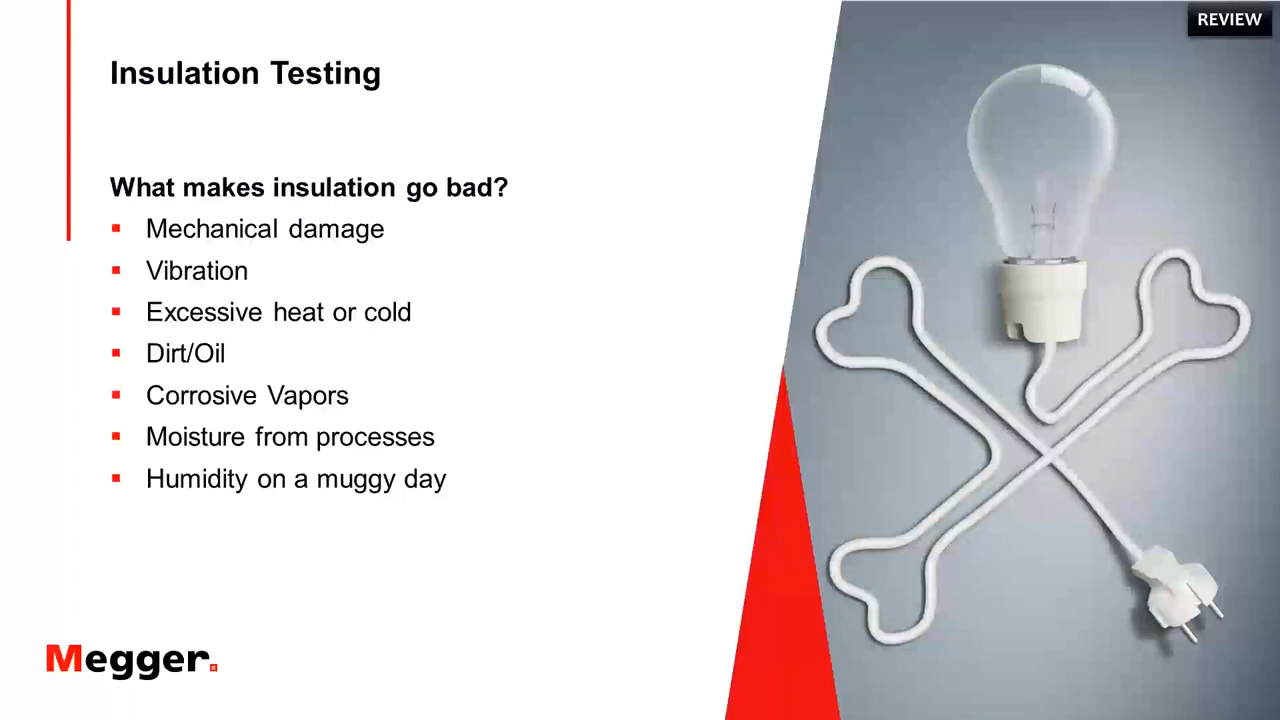 REVIEW
Insulation Testing
What makes insulation go bad?
▪ Mechanical damage
▪ Vibration
▪ Excessive heat or cold
▪ Dirt/Oil
▪ Corrosive Vapors
▪ Moisture from processes
▪ Humidity on a muggy day
Megger.